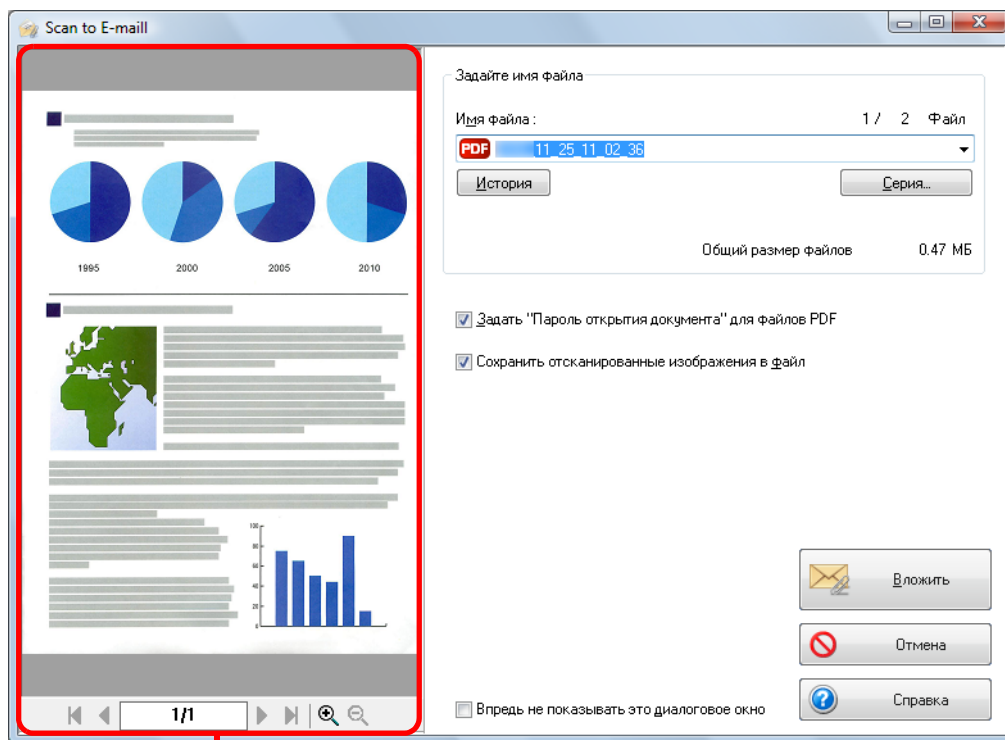 Scan to E-maill
1995 2000 2005 2010
100
80
60
40
20
1/1
Задайте имя файла
Имя файла : 1 / 2 Файл
PDF 11_25_11_02_36
История Серия...
Общий размер файлов 0.47 МБ
Задать "Пароль открытия документа" для файлов PDF
Сохранить отсканированные изображения в файл
Вложить
Отмена
Справка
Впредь не показывать это диалоговое окно